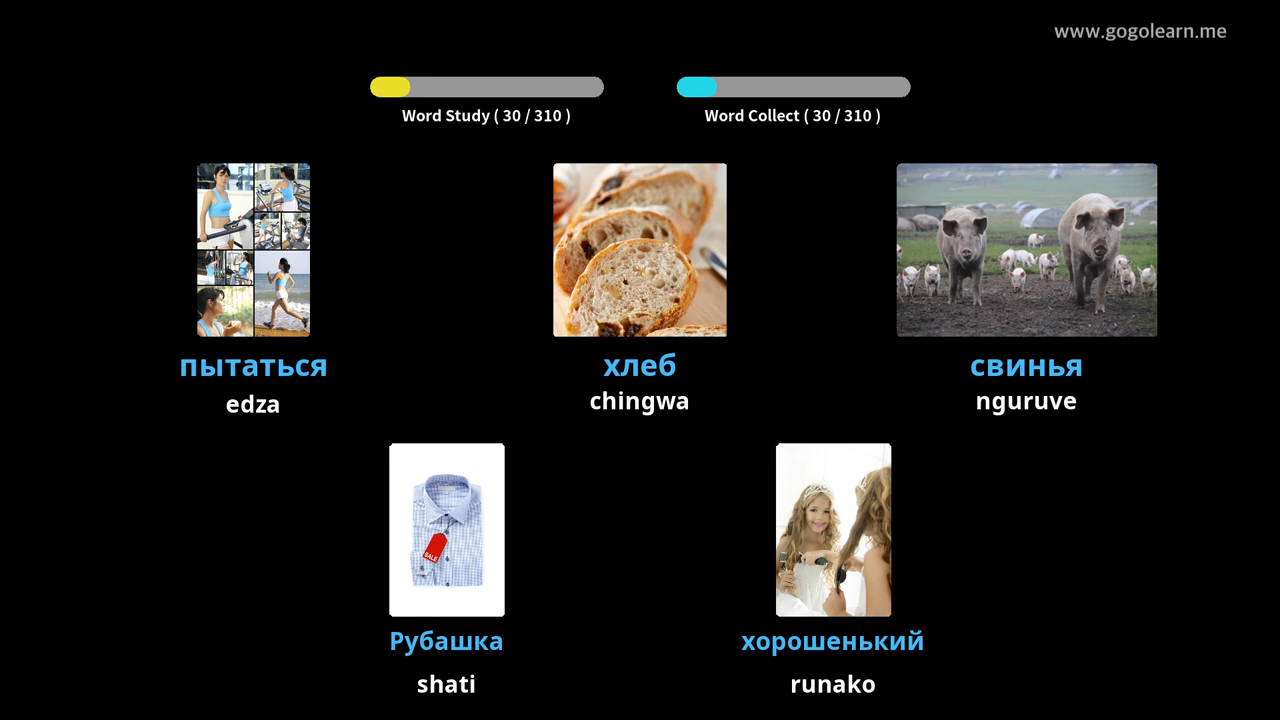 www.gogolearn.me
Word Study ( 30 / 310 )
Word Collect ( 30 / 310 )
пытаться
хлеб
свинья
edza
chingwa
nguruve
SALE
Рубашка
хорошенький
shati
runako